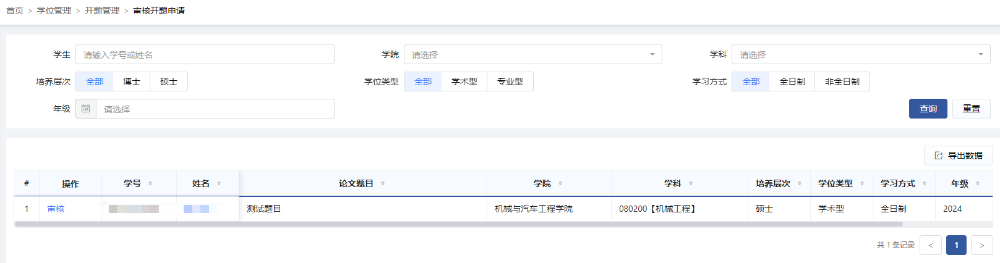 首页 > 学位管理 > 开题管理 > 审核开题申请
学生 请输入学号或姓名 学院 请选择 学科 请选择
培养层次 全部 博士 硕士 学位类型 全部 学术型 专业型 学习方式 全部 全日制 非全日制
年级 请选择 查询 重置
导出数据
# 操作 学号 姓名 论文题目 学院 学科 培养层次 学位类型 学习方式 年级
1 审核 测试题目 机械与汽车工程学院 080200【机械工程】 硕士 学术型 全日制 2024
共 1 条记录 < 1 >